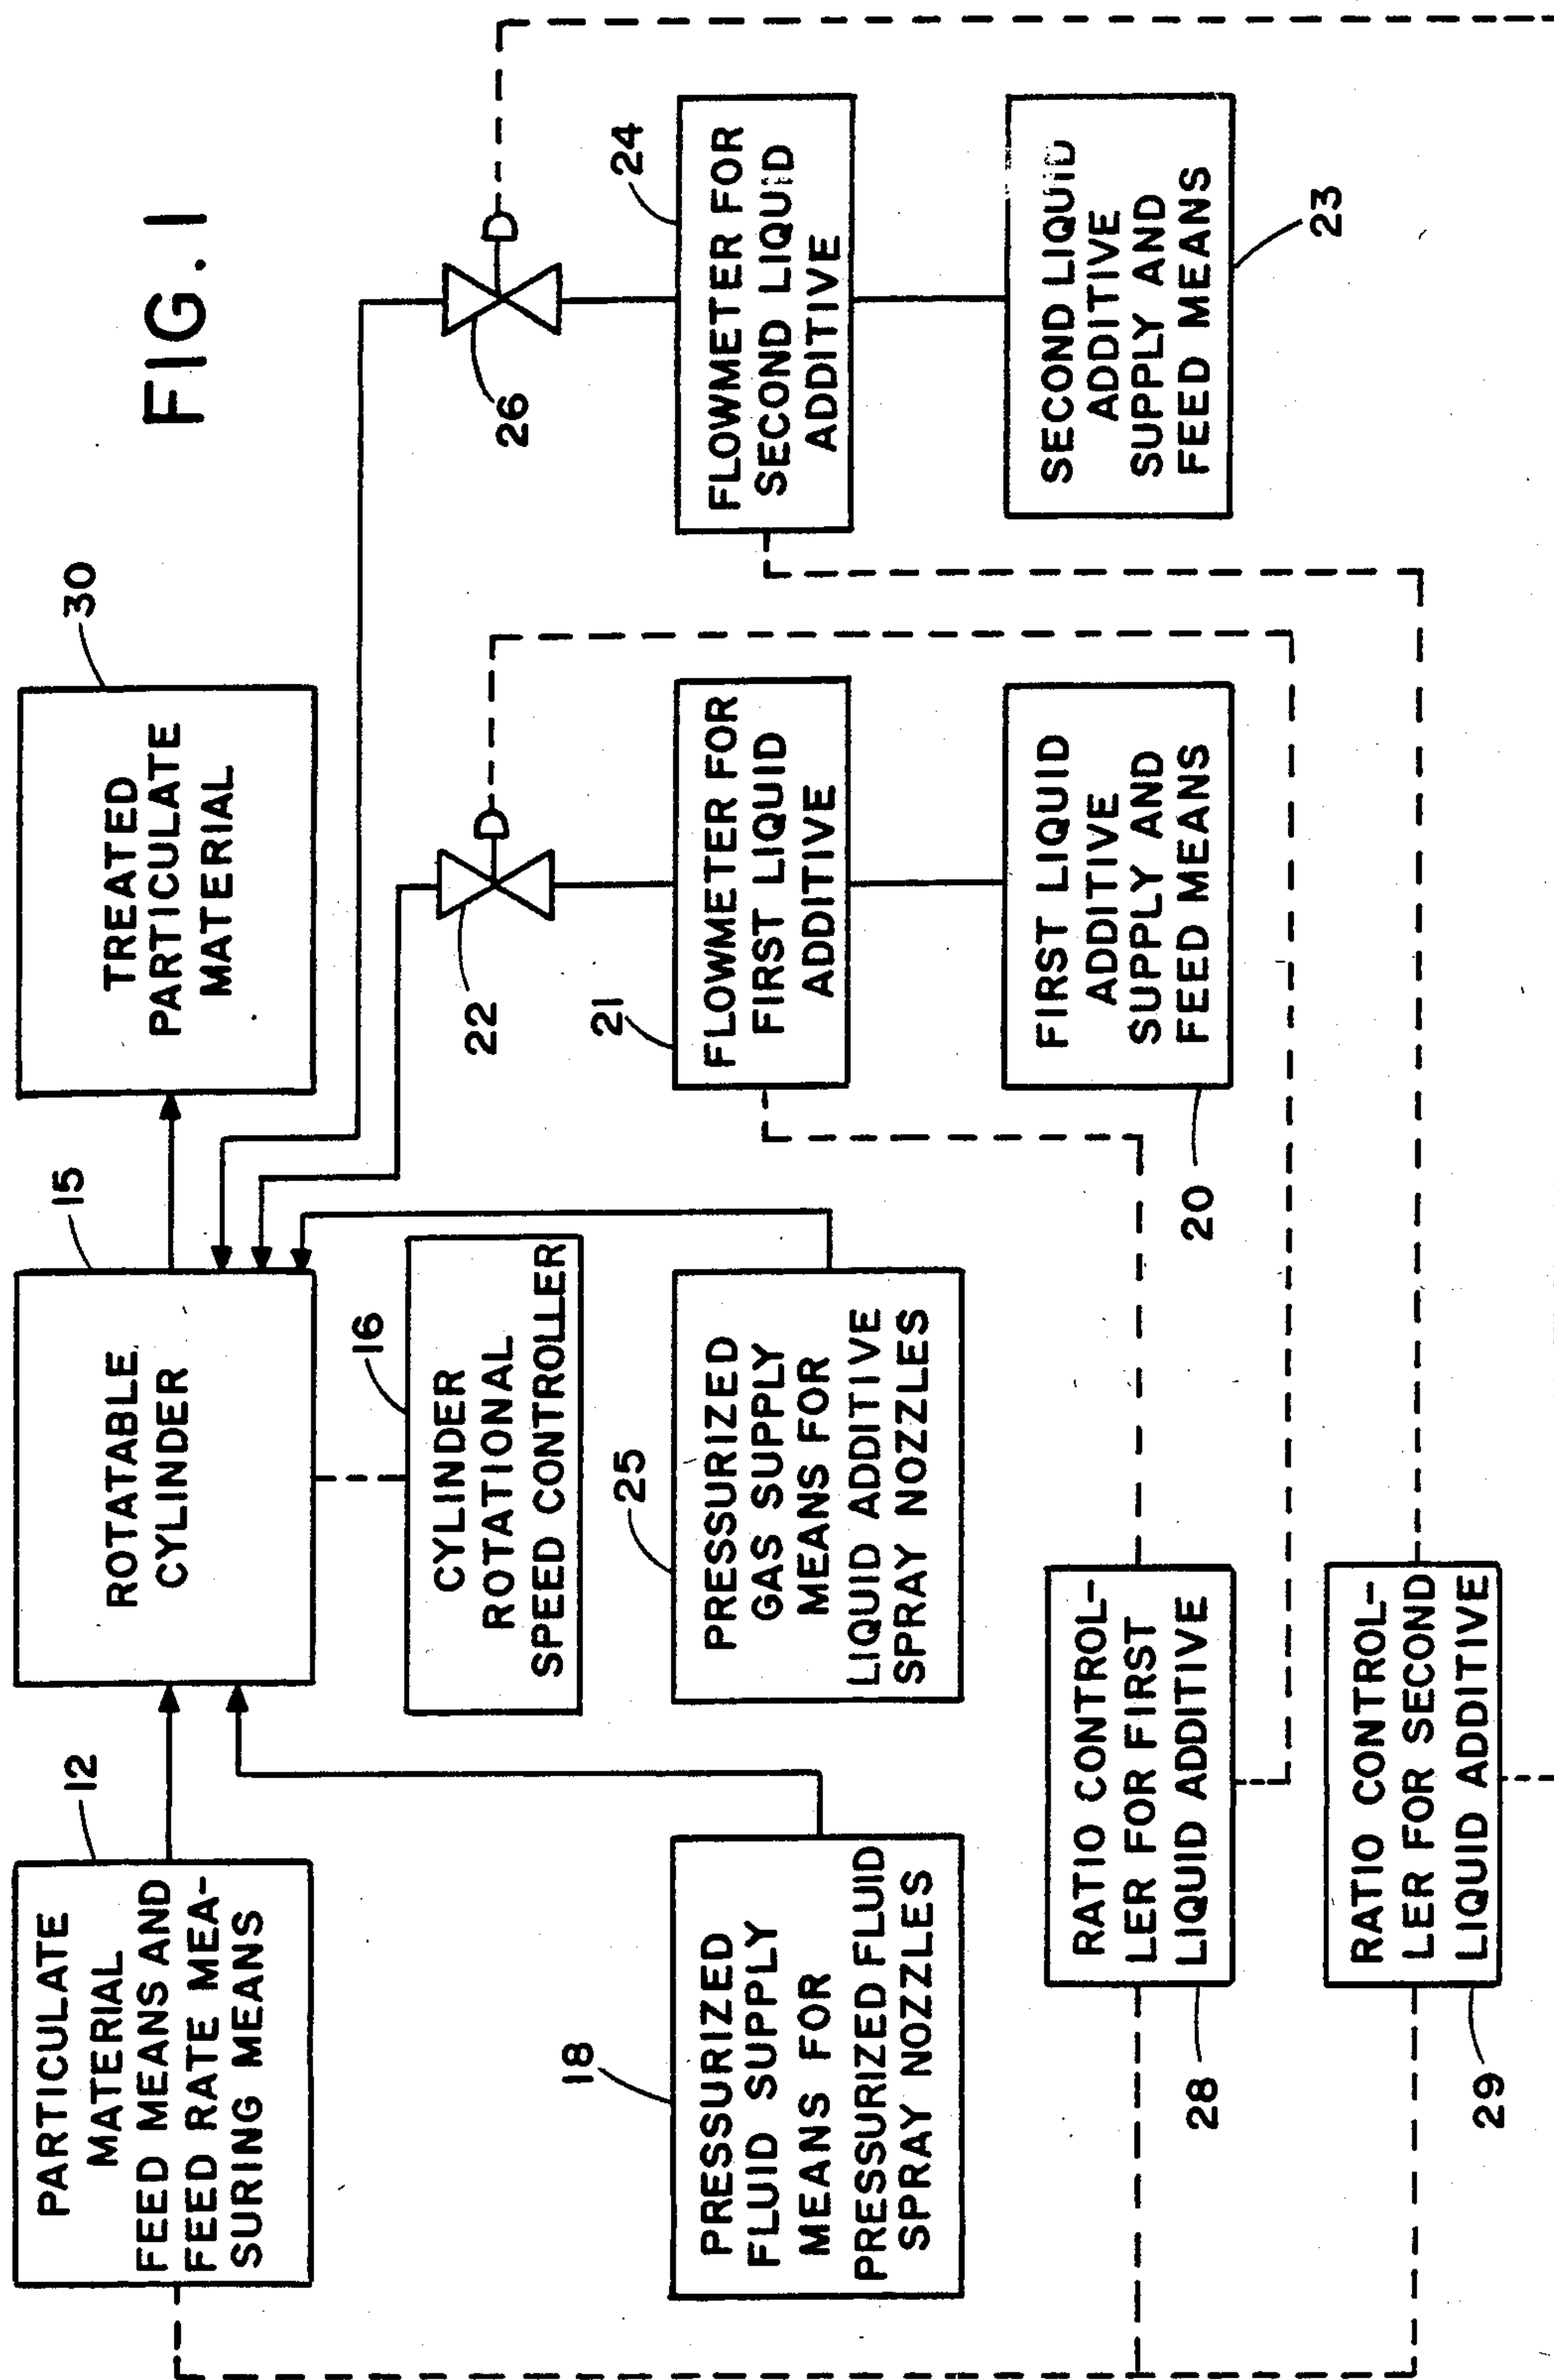 FIG. 1
12
PARTICULATE
MATERIAL
FEED MEANS AND
FEED RATE MEA-
SURING MEANS
15
ROTATABLE
CYLINDER
30
TREATED
PARTICULATE
MATERIAL
16
CYLINDER
ROTATIONAL
SPEED CONTROLLER
22
26
18
PRESSURIZED
FLUID SUPPLY
MEANS FOR
PRESSURIZED FLUID
SPRAY NOZZLES
25
PRESSURIZED
GAS SUPPLY
MEANS FOR
LIQUID ADDITIVE
SPRAY NOZZLES
21
FLOWMETER FOR
FIRST LIQUID
ADDITIVE
24
FLOWMETER FOR
SECOND LIQUID
ADDITIVE
FIRST LIQUID
ADDITIVE
SUPPLY AND
FEED MEANS
20
SECOND LIQUID
ADDITIVE
SUPPLY AND
FEED MEANS
23
RATIO CONTROL-
LER FOR FIRST
LIQUID ADDITIVE
28
RATIO CONTROL-
LER FOR SECOND
LIQUID ADDITIVE
29